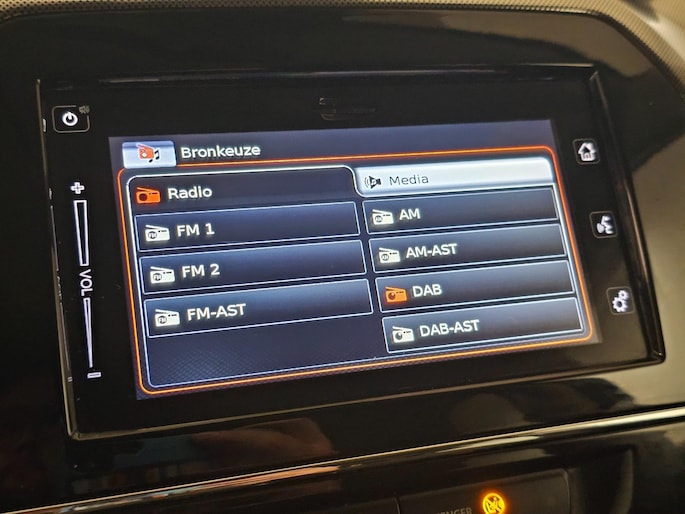 Bronkeuze
Radio
Media
FM 1
FM 2
FM-AST
AM
AM-AST
DAB
DAB-AST
VOL